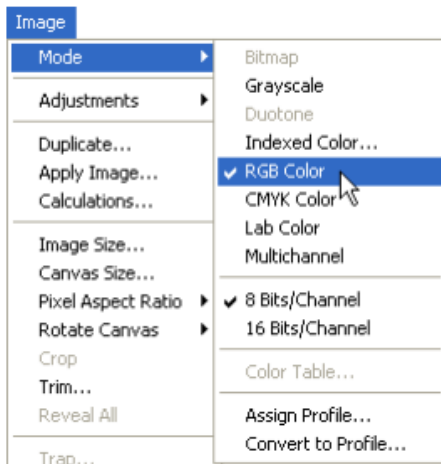 Image
Mode
Adjustments
Duplicate...
Apply Image...
Calculations...
Image Size...
Canvas Size...
Pixel Aspect Ratio
Rotate Canvas
Crop
Trim...
Reveal All
Trap...
Bitmap
Grayscale
Duotone
Indexed Color...
RGB Color
CMYK Color
Lab Color
Multichannel
8 Bits/Channel
16 Bits/Channel
Color Table...
Assign Profile...
Convert to Profile...